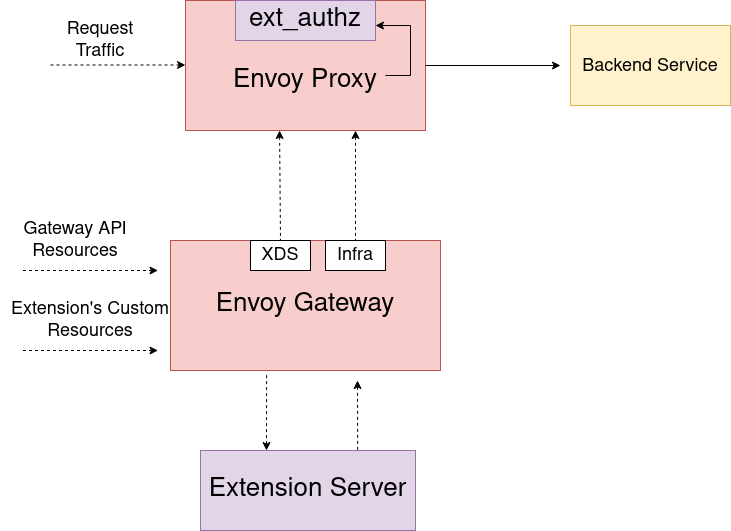 Request
Traffic
ext_authz
Envoy Proxy
Backend Service
Gateway API
Resources
XDS
Infra
Envoy Gateway
Extension's Custom
Resources
Extension Server